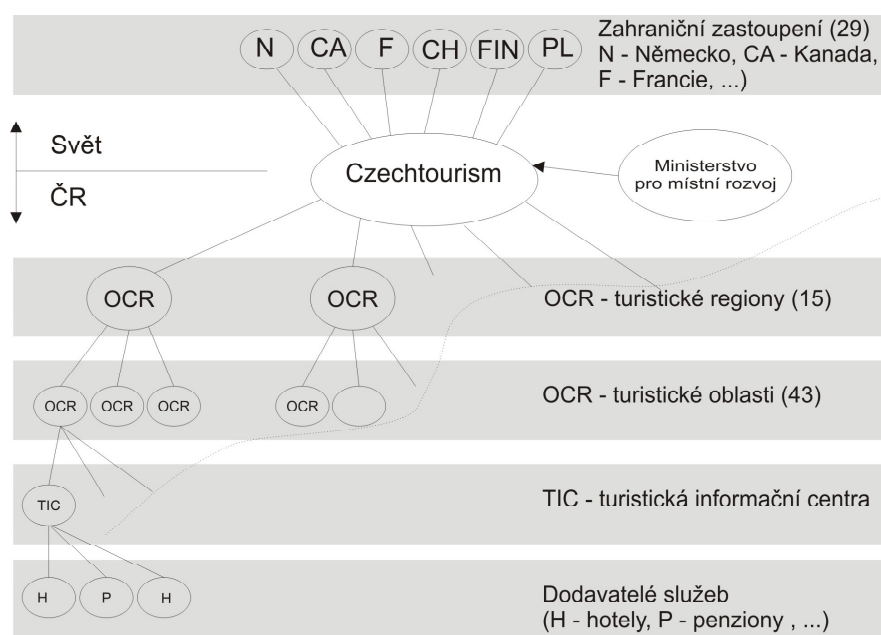 N CA F CH FIN PL
Zahraniční zastoupení (29)
N - Německo, CA - Kanada,
F - Francie, ...)
Svět
ČR
Czechtourism
Ministerstvo
pro místní rozvoj
OCR OCR
OCR - turistické regiony (15)
OCR OCR OCR OCR
OCR - turistické oblasti (43)
TIC
TIC - turistická informační centra
H P H
Dodavatelé služeb
(H - hotely, P - penziony , ...)